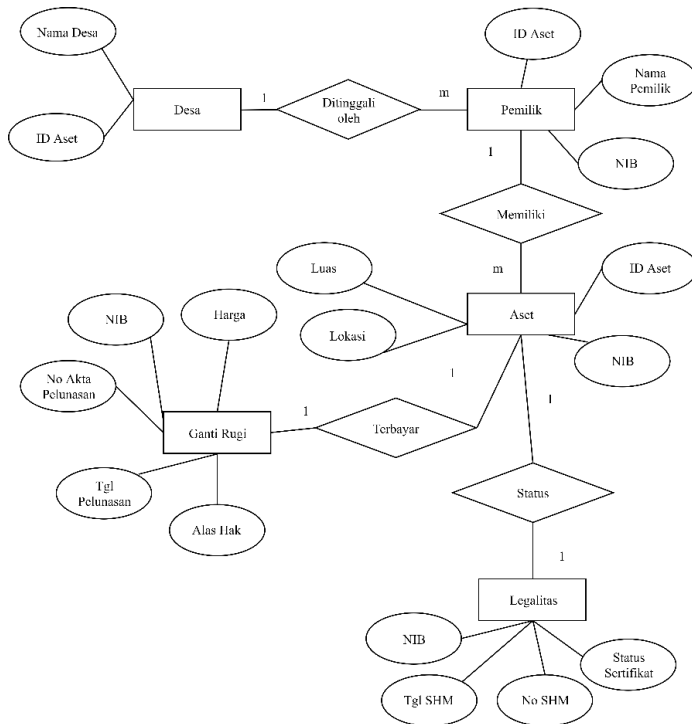 Nama Desa
ID Aset
Nama
Pemilik
Desa
1
Ditinggali
oleh
m
Pemilik
ID Aset
NIB
1
Memiliki
m
Luas
ID Aset
Aset
Lokasi
NIB
NIB
Harga
No Akta
Pelunasan
1
1
1
Ganti Rugi
Terbayar
Tgl
Pelunasan
Alas Hak
Status
1
Legalitas
NIB
Status
Sertifikat
Tgl SHM
No SHM